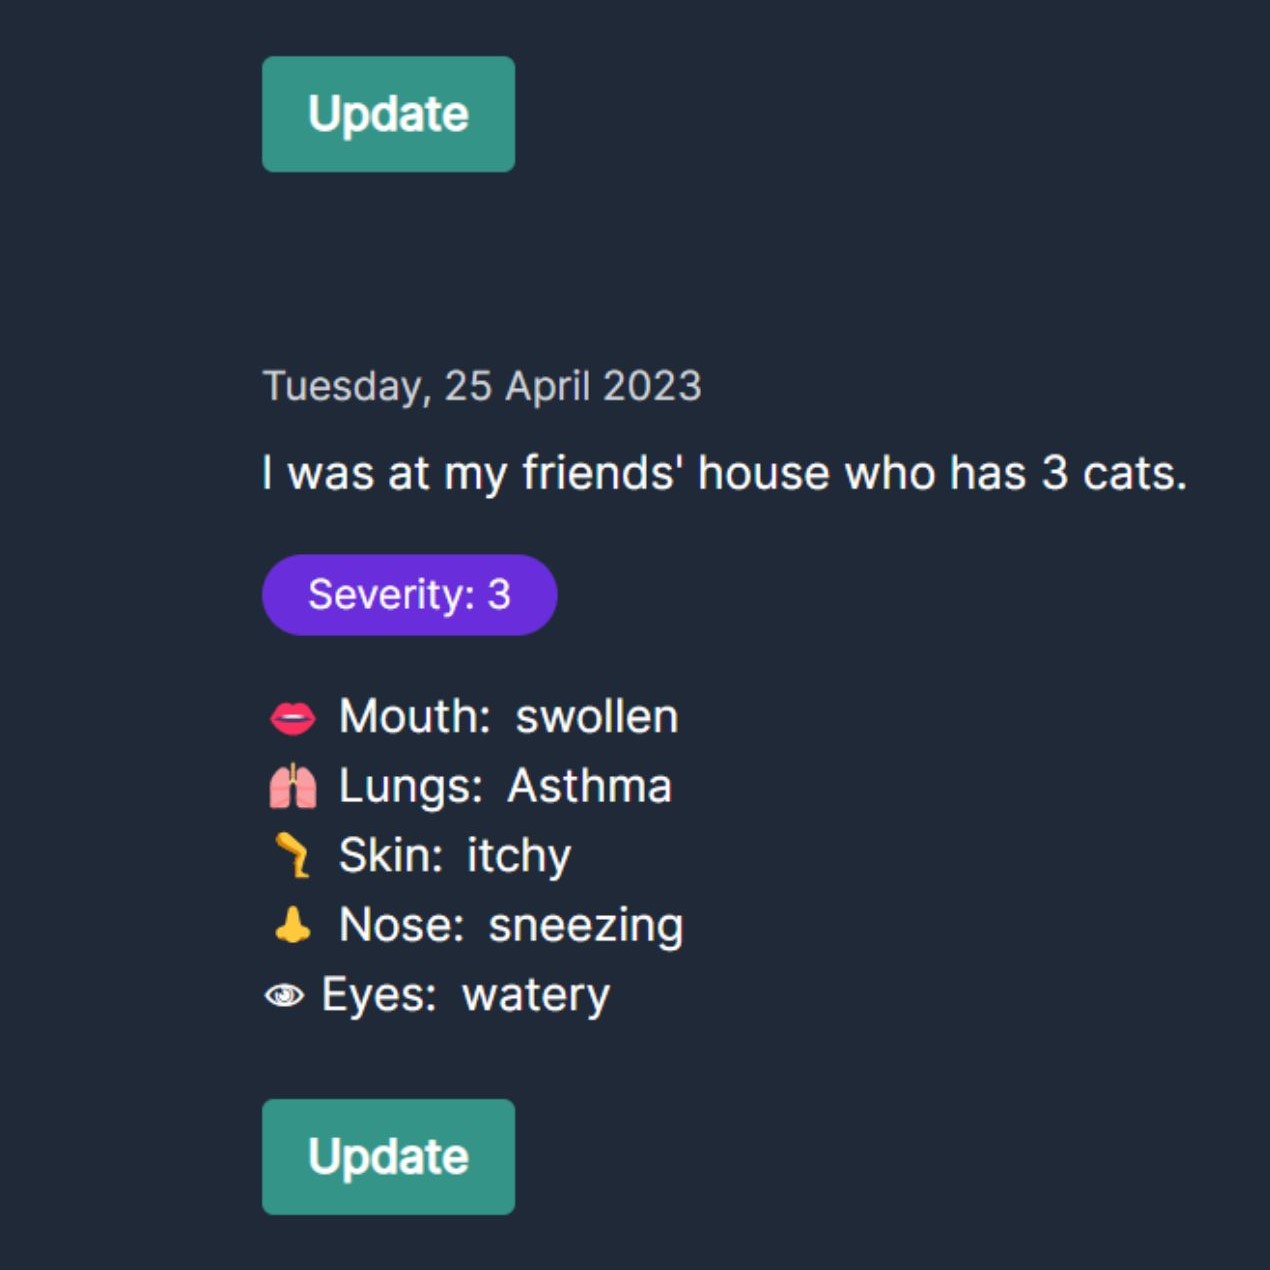 Update
Tuesday, 25 April 2023
I was at my friends' house who has 3 cats.
Severity: 3
Mouth: swollen
Lungs: Asthma
Skin: itchy
Nose: sneezing
Eyes: watery
Update